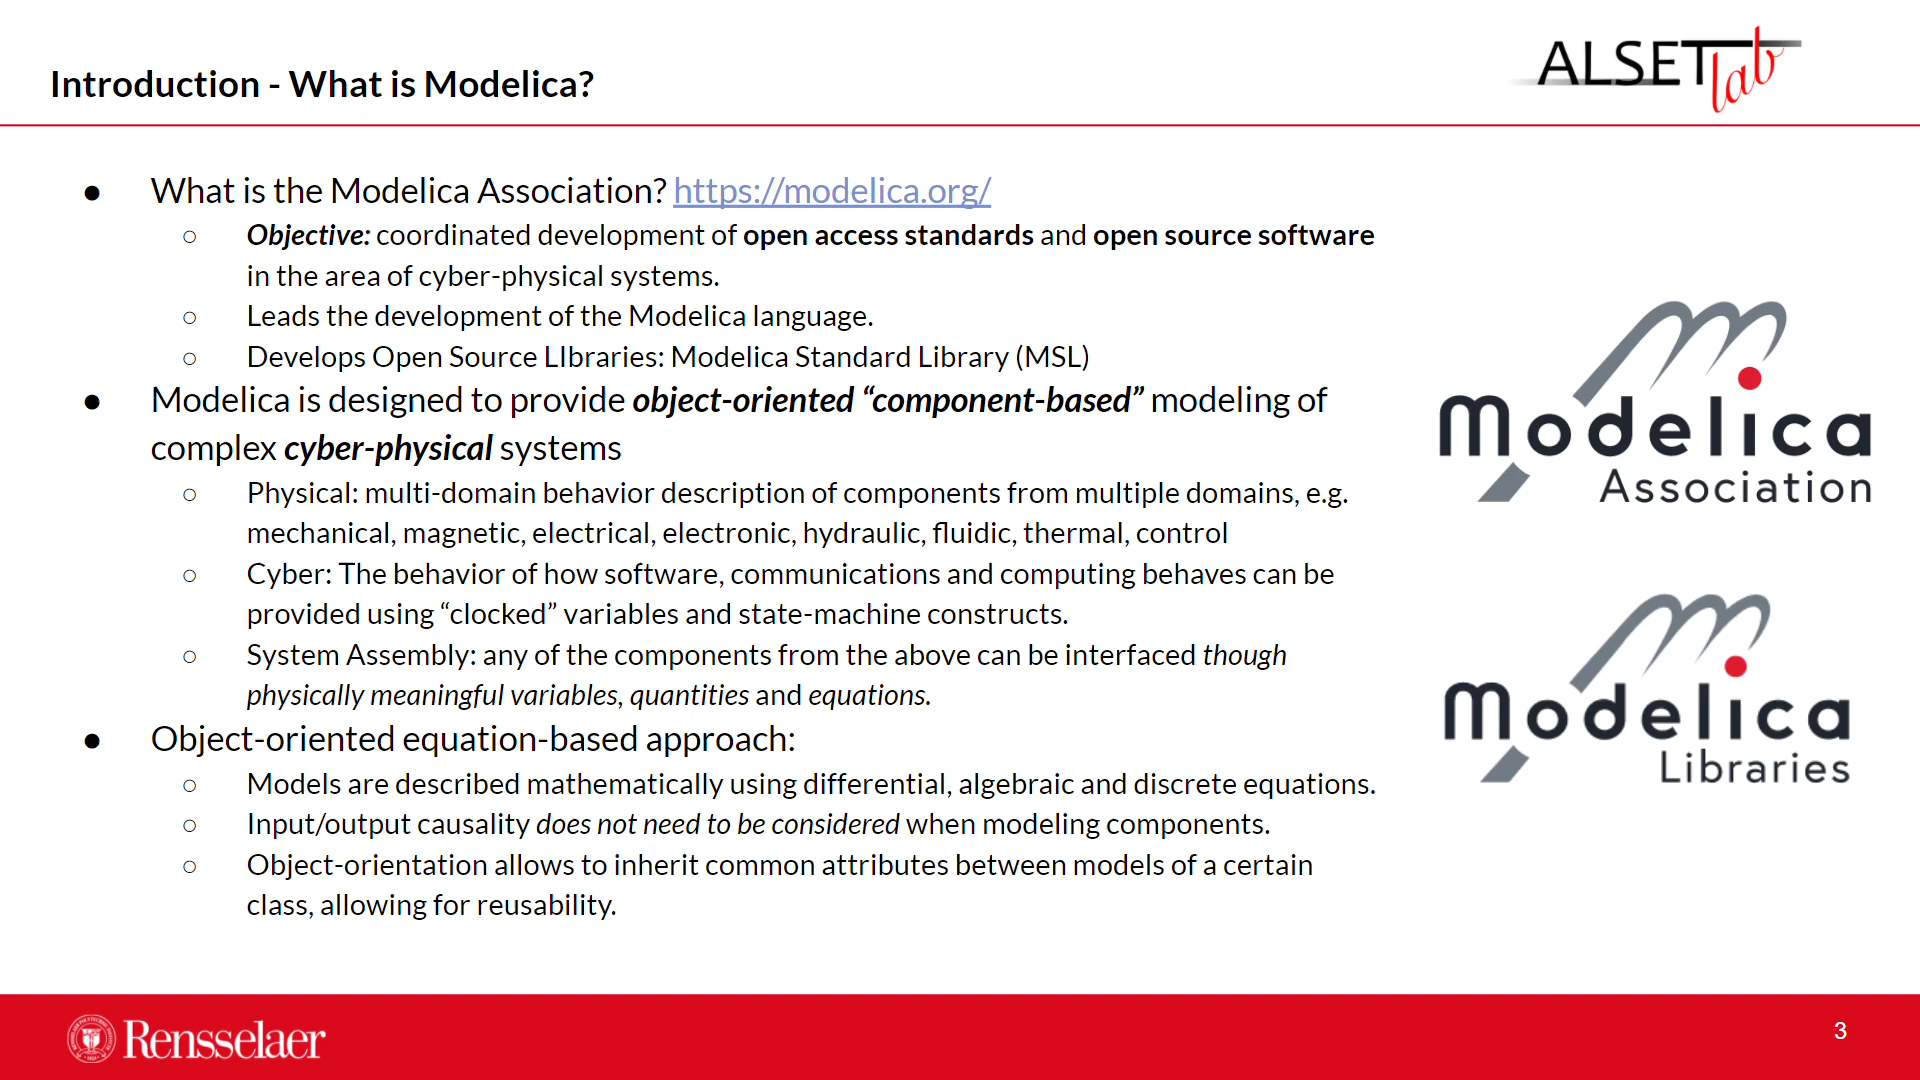 Introduction - What is Modelica?
ALSETLab
● What is the Modelica Association? https://modelica.org/
○ Objective: coordinated development of open access standards and open source software
in the area of cyber-physical systems.
○ Leads the development of the Modelica language.
○ Develops Open Source LIbraries: Modelica Standard Library (MSL)
● Modelica is designed to provide object-oriented “component-based” modeling of
complex cyber-physical systems
○ Physical: multi-domain behavior description of components from multiple domains, e.g.
mechanical, magnetic, electrical, electronic, hydraulic, fluidic, thermal, control
○ Cyber: The behavior of how software, communications and computing behaves can be
provided using “clocked” variables and state-machine constructs.
○ System Assembly: any of the components from the above can be interfaced though
physically meaningful variables, quantities and equations.
● Object-oriented equation-based approach:
○ Models are described mathematically using differential, algebraic and discrete equations.
○ Input/output causality does not need to be considered when modeling components.
○ Object-orientation allows to inherit common attributes between models of a certain
class, allowing for reusability.
Modelica
Association
Modelica
Libraries
Rensselaer
3